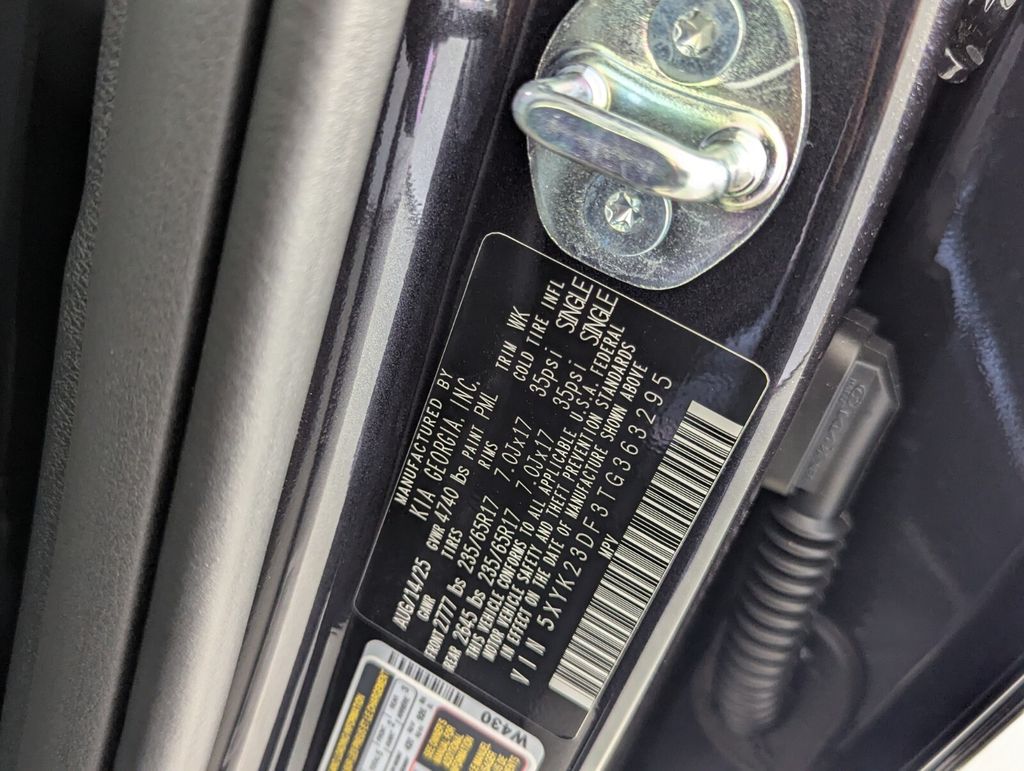 MANUFACTURED BY
KIA GEORGIA, INC.
AUG/14/25 GVWR 4740 lbs PAINT PML TRIM WK
GAWR TIRES RIMS COLD TIRE INFL
FRONT 2777 lbs 235/65R17 7.0Jx17 35psi SINGLE
REAR 2645 lbs 235/65R17 7.0Jx17 35psi SINGLE
THIS VEHICLE CONFORMS TO ALL APPLICABLE U.S.A. FEDERAL
MOTOR VEHICLE SAFETY AND THEFT PREVENTION STANDARDS
IN EFFECT ON THE DATE OF MANUFACTURE SHOWN ABOVE
VIN 5XYK23DF3TG363295
MPV
W430